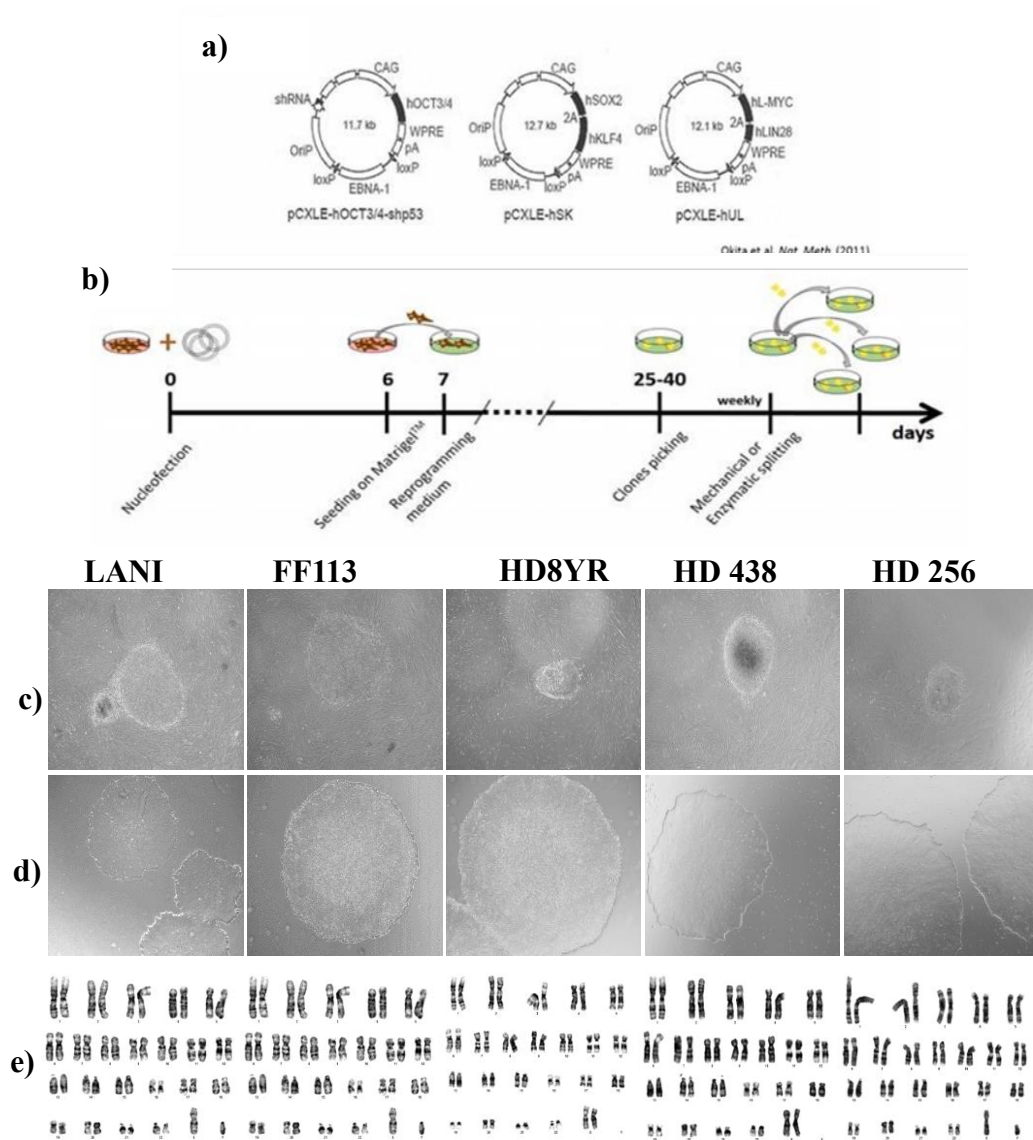 a)
CAG
shRNA
hOCT3/4
11.7 kb
WPRE
pA
OriP
loxP
loxP
EBNA-1
pCXLE-hOCT3/4-shp53
CAG
hSOX2
2A
12.7 kb
hKLF4
OriP
WPRE
loxP
pA
EBNA-1
loxP
pCXLE-hSK
CAG
hL-MYC
2A
12.1 kb
hLIN28
OriP
WPRE
pA
loxP
loxP
EBNA-1
pCXLE-hUL
Okita et al. Nat. Meth. (2011)
b)
0
6
7
25-40
weekly
days
Nucleofection
Seeding on Matrigel™
Reprogramming
medium
Clones picking
Mechanical or
Enzymatic splitting
LANI FF113 HD8YR HD 438 HD 256
c)
d)
e)